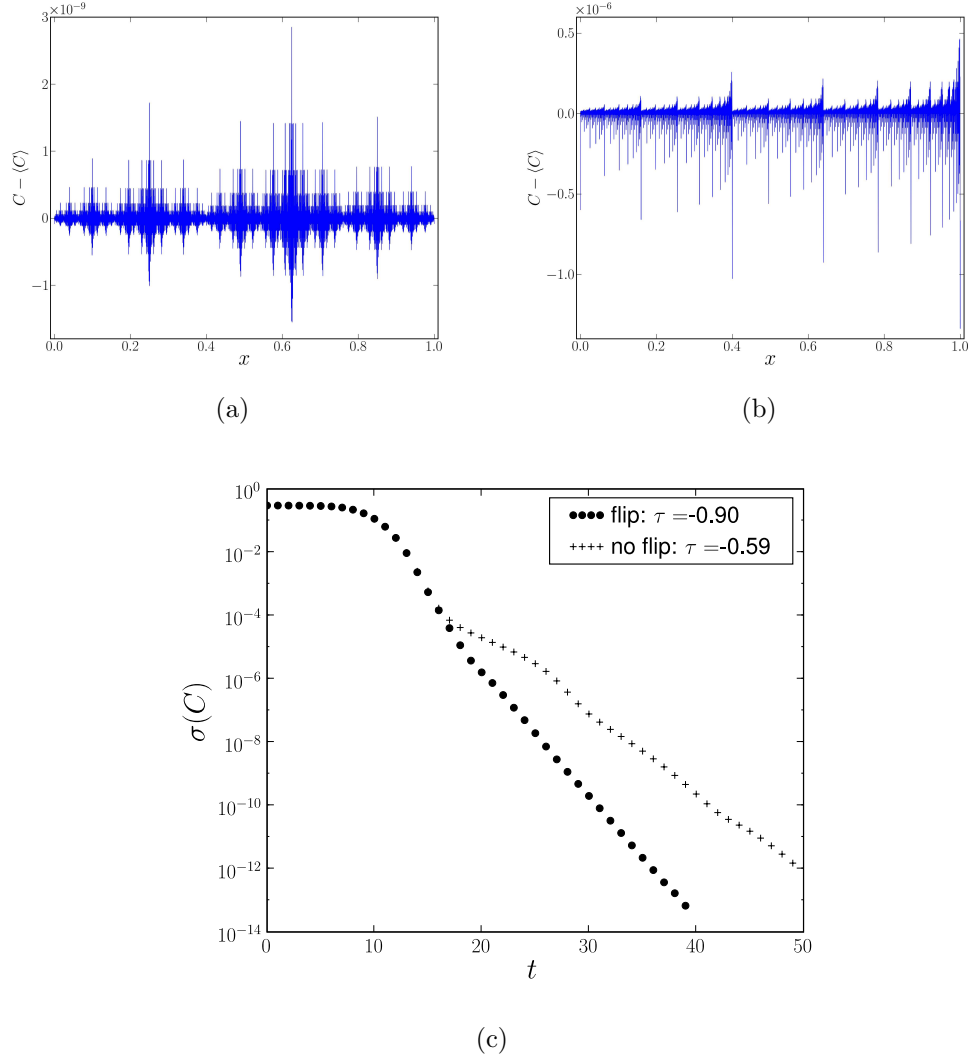 3×10⁻⁹
2
1
0
−1
C − ⟨C⟩
0.0 0.2 0.4 0.6 0.8 1.0
x
(a)
×10⁻⁶
0.5
0.0
−0.5
−1.0
C − ⟨C⟩
0.0 0.2 0.4 0.6 0.8 1.0
x
(b)
10⁰
10⁻²
10⁻⁴
10⁻⁶
10⁻⁸
10⁻¹⁰
10⁻¹²
10⁻¹⁴
σ(C)
flip: τ =-0.90
no flip: τ =-0.59
0 10 20 30 40 50
t
(c)